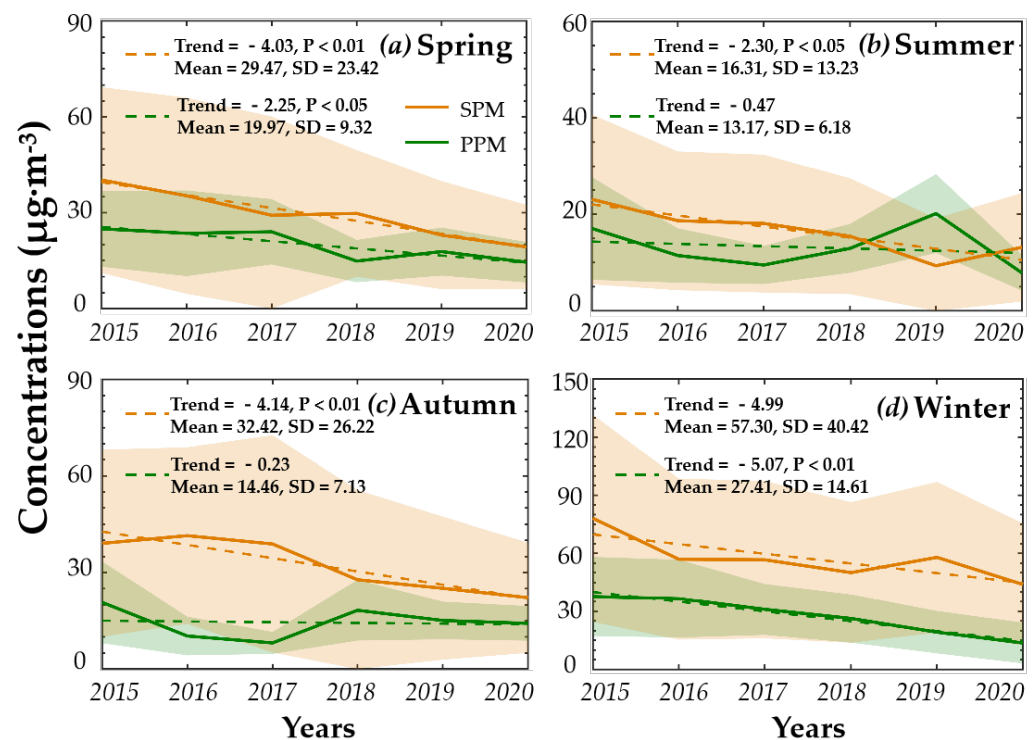 Concentrations (μg·m-³)
90
60
30
0
Trend = - 4.03, P < 0.01
Mean = 29.47, SD = 23.42
(a) Spring
Trend = - 2.25, P < 0.05
Mean = 19.97, SD = 9.32
SPM
PPM
2015 2016 2017 2018 2019 2020
60
40
20
0
Trend = - 2.30, P < 0.05
Mean = 16.31, SD = 13.23
(b) Summer
Trend = - 0.47
Mean = 13.17, SD = 6.18
2015 2016 2017 2018 2019 2020
90
60
30
0
Trend = - 4.14, P < 0.01
Mean = 32.42, SD = 26.22
(c) Autumn
Trend = - 0.23
Mean = 14.46, SD = 7.13
2015 2016 2017 2018 2019 2020
Years
150
120
90
60
30
0
Trend = - 4.99
Mean = 57.30, SD = 40.42
(d) Winter
Trend = - 5.07, P < 0.01
Mean = 27.41, SD = 14.61
2015 2016 2017 2018 2019 2020
Years